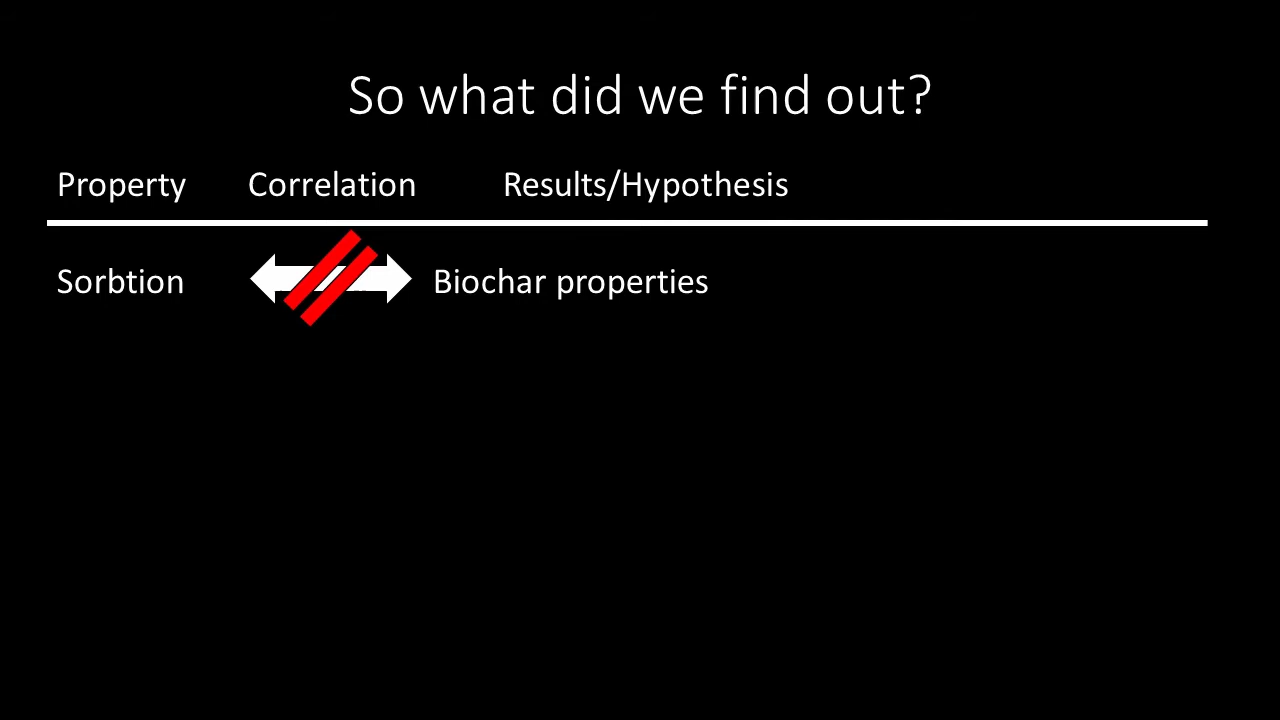 So what did we find out?
Property Correlation Results/Hypothesis
Sorbtion Biochar properties